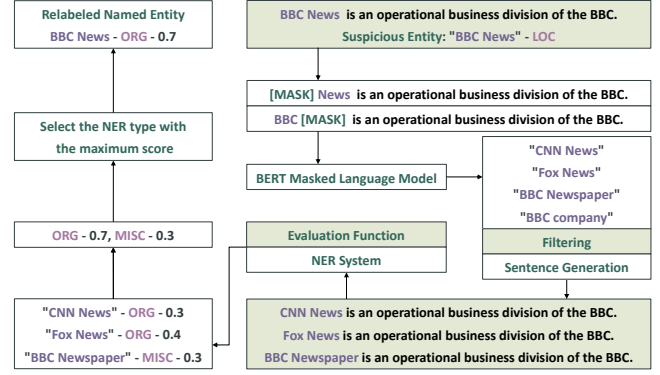 Relabeled Named Entity
BBC News - ORG - 0.7
BBC News is an operational business division of the BBC.
Suspicious Entity: "BBC News" - LOC
[MASK] News is an operational business division of the BBC.
BBC [MASK] is an operational business division of the BBC.
Select the NER type with
the maximum score
BERT Masked Language Model
"CNN News"
"Fox News"
"BBC Newspaper"
"BBC company"
Filtering
Sentence Generation
ORG - 0.7, MISC - 0.3
Evaluation Function
NER System
"CNN News" - ORG - 0.3
"Fox News" - ORG - 0.4
"BBC Newspaper" - MISC - 0.3
CNN News is an operational business division of the BBC.
Fox News is an operational business division of the BBC.
BBC Newspaper is an operational business division of the BBC.